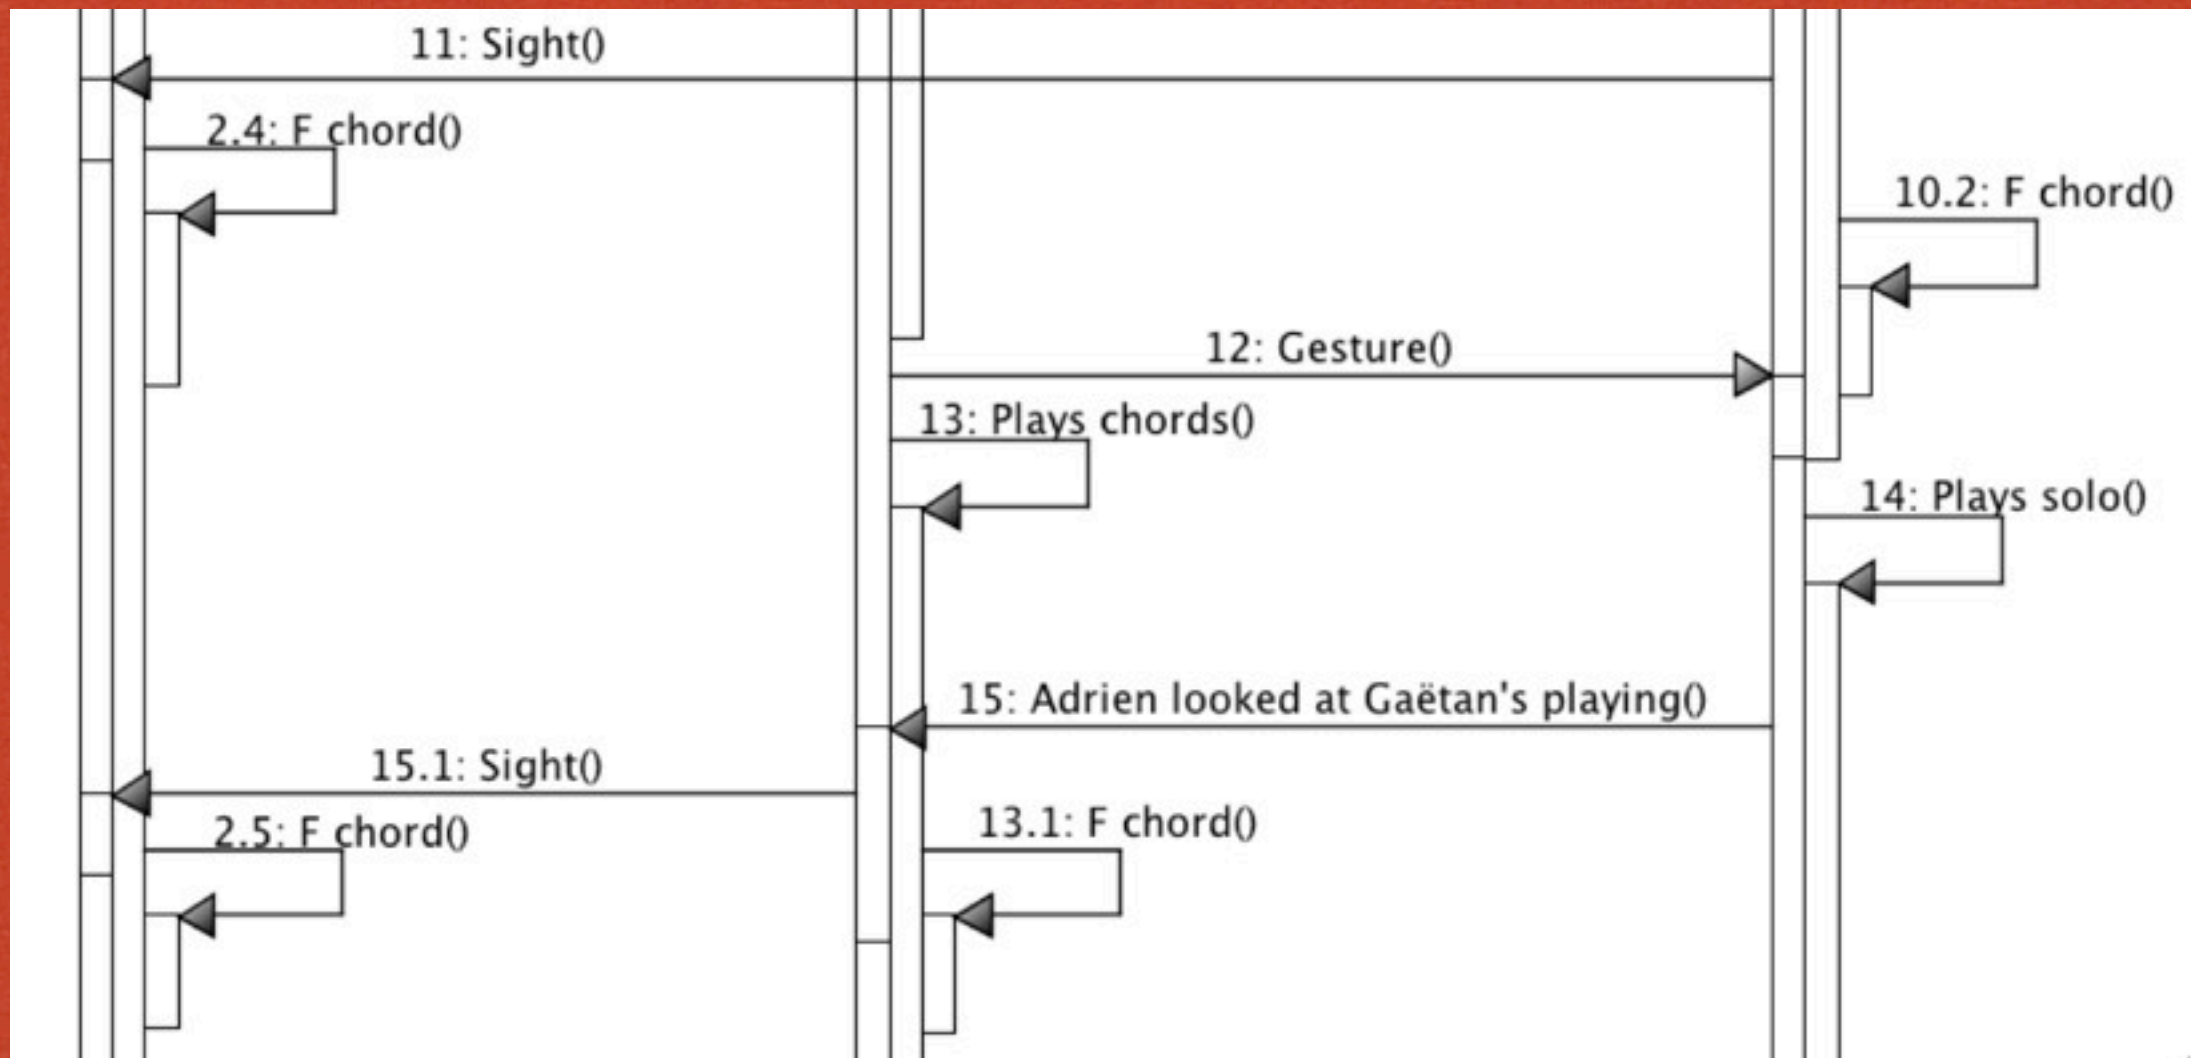 11: Sight()
2.4: F chord()
10.2: F chord()
12: Gesture()
13: Plays chords()
14: Plays solo()
15: Adrien looked at Gaëtan's playing()
15.1: Sight()
13.1: F chord()
2.5: F chord()